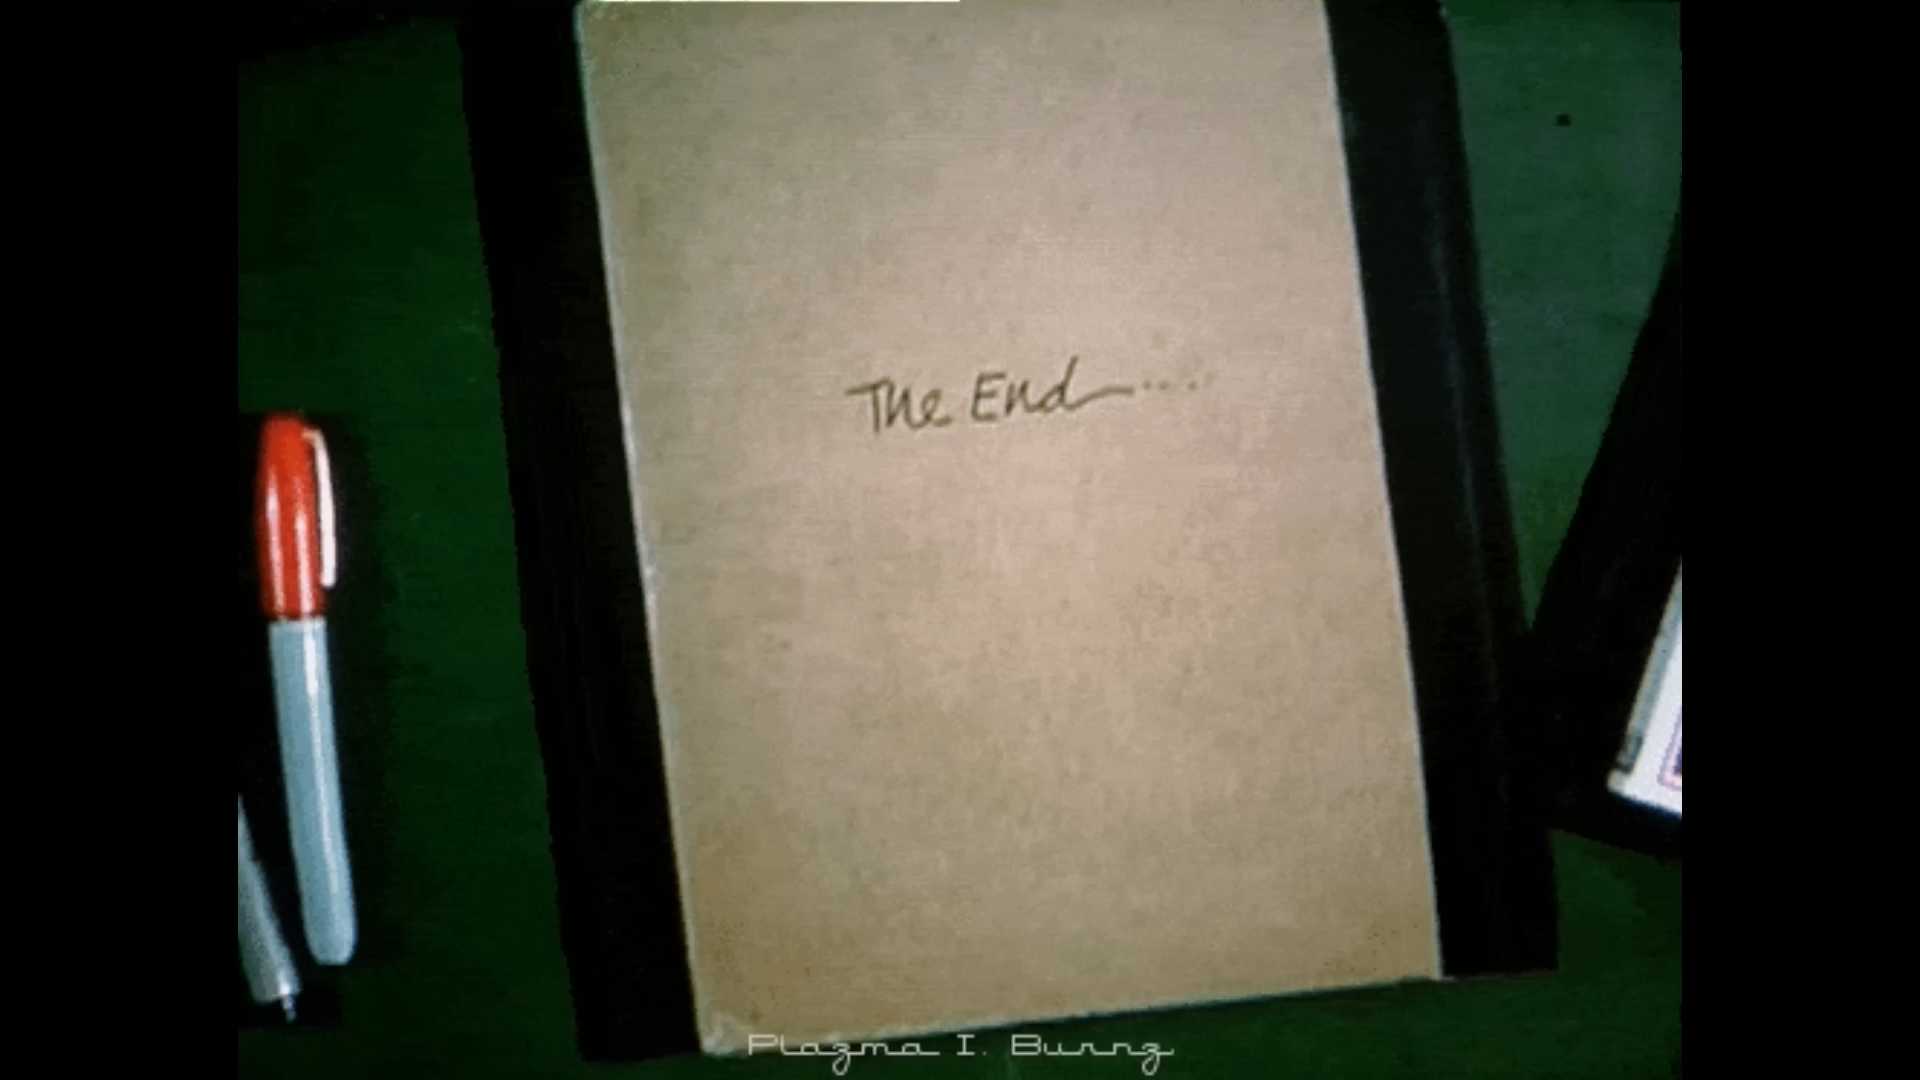 The End.....
Plazma I. Burnz